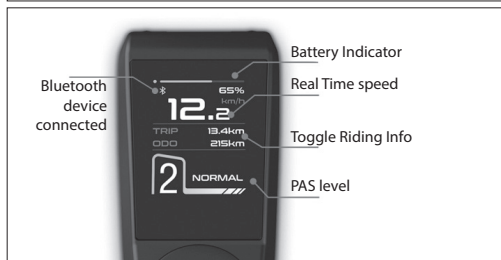 Battery Indicator
Real Time speed
Toggle Riding Info
PAS level
Bluetooth
device
connected
65%
km/h
12.2
TRIP 13.4km
ODO 215km
2 NORMAL